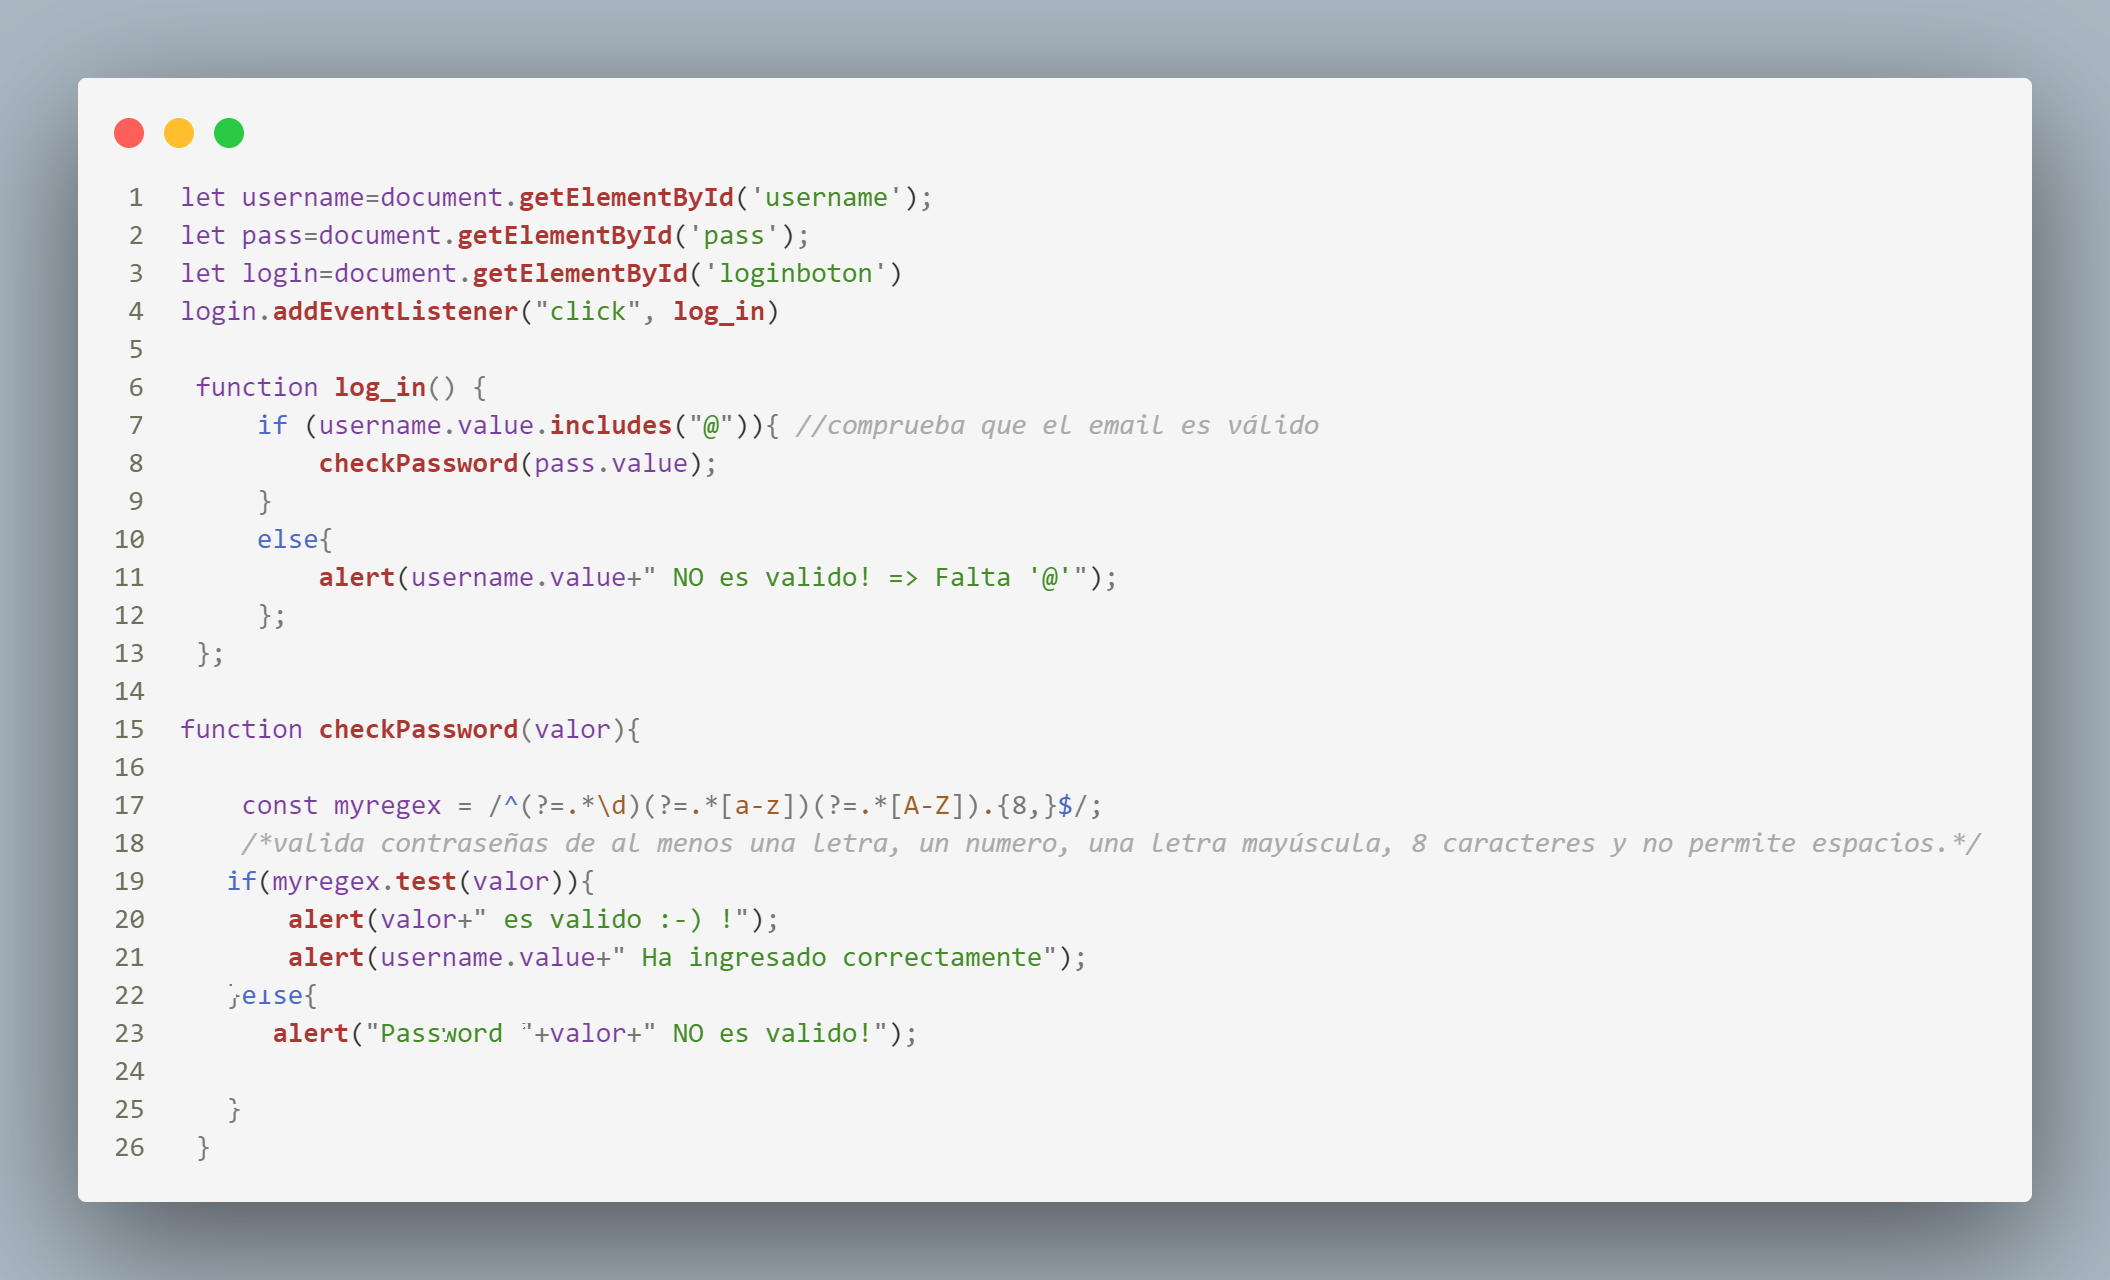 1 let username=document.getElementById('username');
2 let pass=document.getElementById('pass');
3 let login=document.getElementById('loginboton')
4 login.addEventListener("click", log_in)
5
6 function log_in() {
7 if (username.value.includes("@")){ //comprueba que el email es válido
8 checkPassword(pass.value);
9 }
10 else{
11 alert(username.value+" NO es valido! => Falta '@'");
12 };
13 };
14
15 function checkPassword(valor){
16
17 const myregex = /^(?=.*\d)(?=.*[a-z])(?=.*[A-Z]).{8,}$/;
18 /*valida contraseñas de al menos una letra, un numero, una letra mayúscula, 8 caracteres y no permite espacios.*/
19 if(myregex.test(valor)){
20 alert(valor+" es valido :-) !");
21 alert(username.value+" Ha ingresado correctamente");
22 }else{
23 alert("Password "+valor+" NO es valido!");
24
25 }
26 }